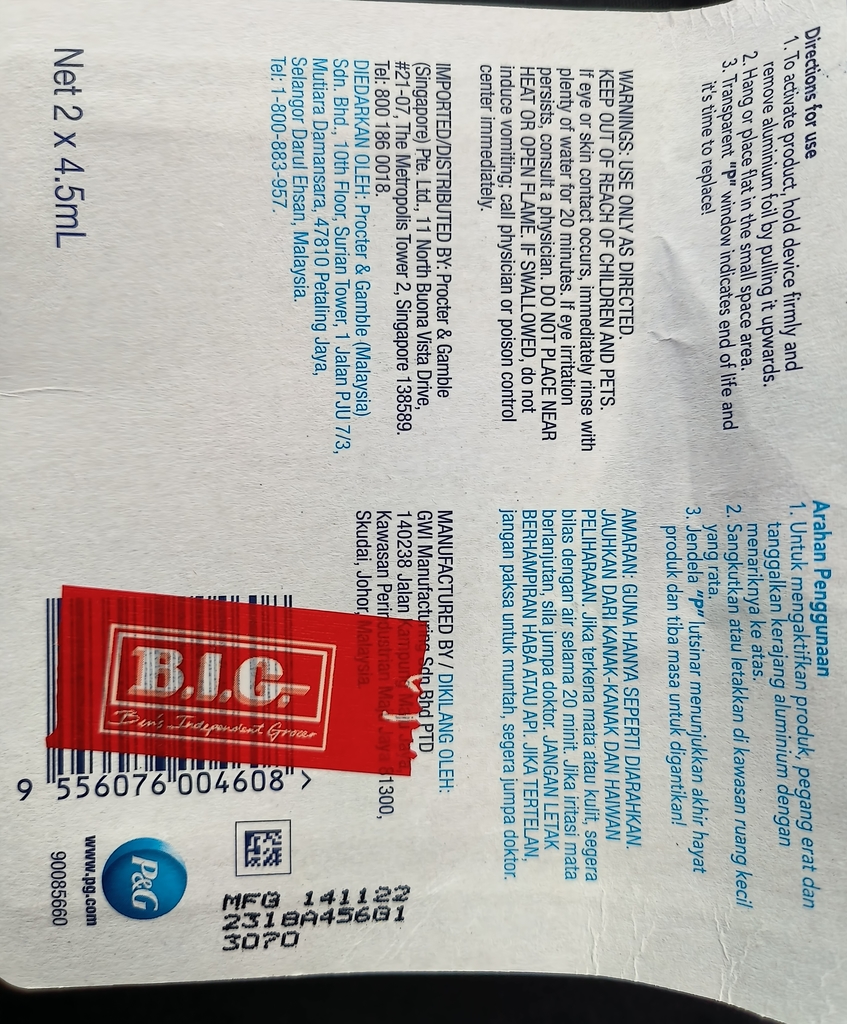 Directions for use
1. To activate product, hold device firmly and
remove aluminium foil by pulling it upwards.
2. Hang or place flat in the small space area.
3. Transparent "P" window indicates end of life and
it's time to replace!
Arahan Penggunaan
1. Untuk mengaktifkan produk, pegang erat dan
tanggalkan kerajang aluminium dengan
menariknya ke atas.
2. Sangkutkan atau letakkan di kawasan ruang kecil
yang rata.
3. Jendela "P" lutsinar menunjukkan akhir hayat
produk dan tiba masa untuk digantikan!
WARNINGS: USE ONLY AS DIRECTED.
KEEP OUT OF REACH OF CHILDREN AND PETS.
If eye or skin contact occurs, immediately rinse with
plenty of water for 20 minutes. If eye irritation
persists, consult a physician. DO NOT PLACE NEAR
HEAT OR OPEN FLAME. IF SWALLOWED, do not
induce vomiting; call physician or poison control
center immediately.
AMARAN: GUNA HANYA SEPERTI DIARAHKAN.
JAUHKAN DARI KANAK-KANAK DAN HAIWAN
PELIHARAAN. Jika terkena mata atau kulit, segera
bilas dengan air selama 20 minit. Jika iritasi mata
berlanjutan, sila jumpa doktor. JANGAN LETAK
BERHAMPIRAN HABA ATAU API. JIKA TERTELAN,
jangan paksa untuk muntah, segera jumpa doktor.
IMPORTED/DISTRIBUTED BY: Procter & Gamble
(Singapore) Pte. Ltd., 11 North Buona Vista Drive,
#21-07, The Metropolis Tower 2, Singapore 138589.
Tel: 800 186 0018.
DIEDARKAN OLEH: Procter & Gamble (Malaysia)
Sdn. Bhd., 10th Floor, Surian Tower, 1 Jalan PJU 7/3,
Mutiara Damansara, 47810 Petaling Jaya,
Selangor Darul Ehsan, Malaysia.
Tel: 1-800-883-957.
MANUFACTURED BY / DIKILANG OLEH:
GWI Manufacturing Sdn Bhd PTD
140238 Jalan Kampung Maju Jaya,
Kawasan Perindustrian Maju Jaya 81300,
Skudai, Johor, Malaysia.
Net 2 x 4.5mL
B.I.G.
Ben's Independent Grocer
9 556076 004608 >
MFG 141122
2318A45681
3070
P&G
www.pg.com
90085660